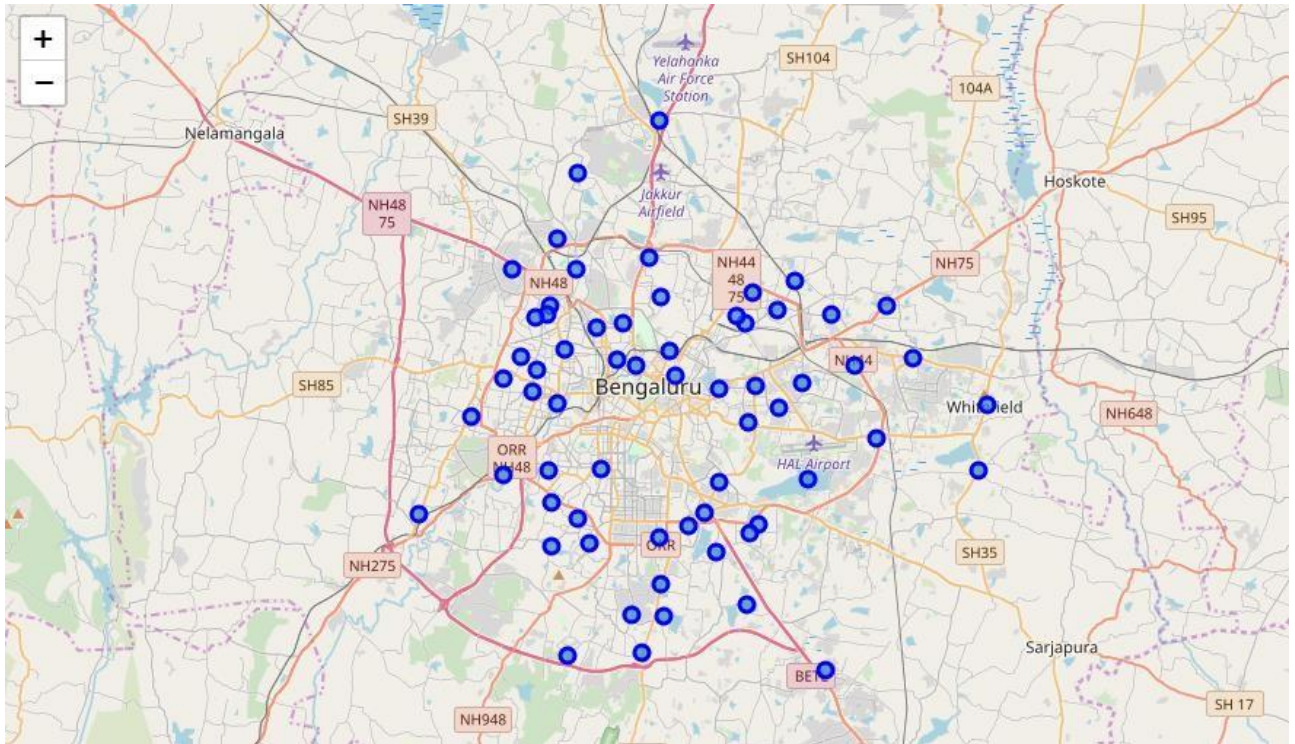 +
−
Yelahanka
Air Force
Station
SH104
104A
SH39
Nelamangala
Hoskote
Jakkur
Airfield
NH48
75
SH95
NH44
48
75
NH75
NH48
NH44
SH85
Bengaluru
Whitefield
NH648
ORR
NH48
HAL Airport
ORR
SH35
NH275
Sarjapura
SH 17
NH948